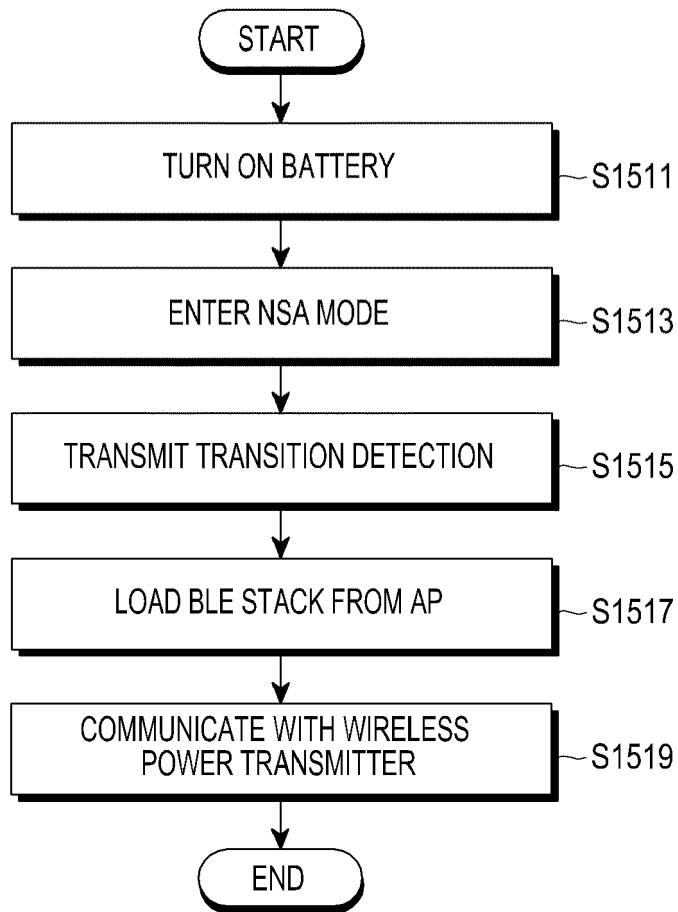 START
TURN ON BATTERY
S1511
ENTER NSA MODE
S1513
TRANSMIT TRANSITION DETECTION
S1515
LOAD BLE STACK FROM AP
S1517
COMMUNICATE WITH WIRELESS
POWER TRANSMITTER
S1519
END